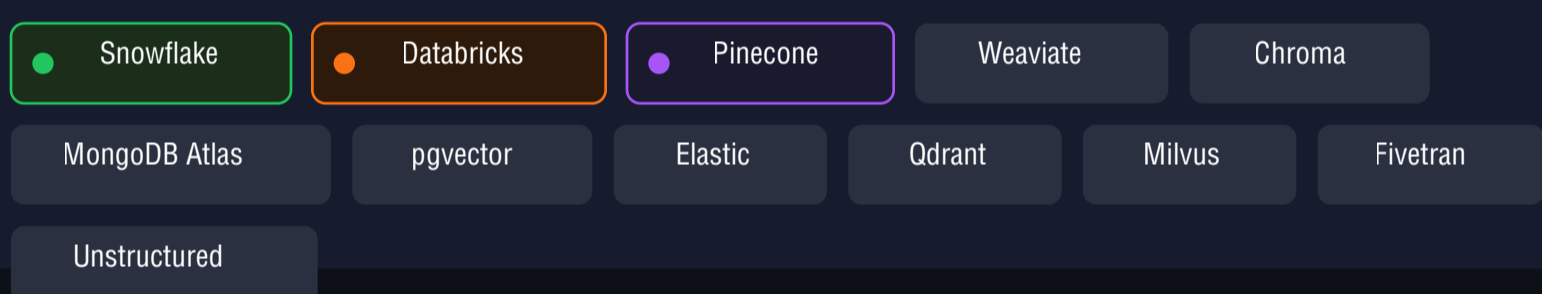 Snowflake Databricks Pinecone Weaviate Chroma
MongoDB Atlas pgvector Elastic Qdrant Milvus Fivetran
Unstructured